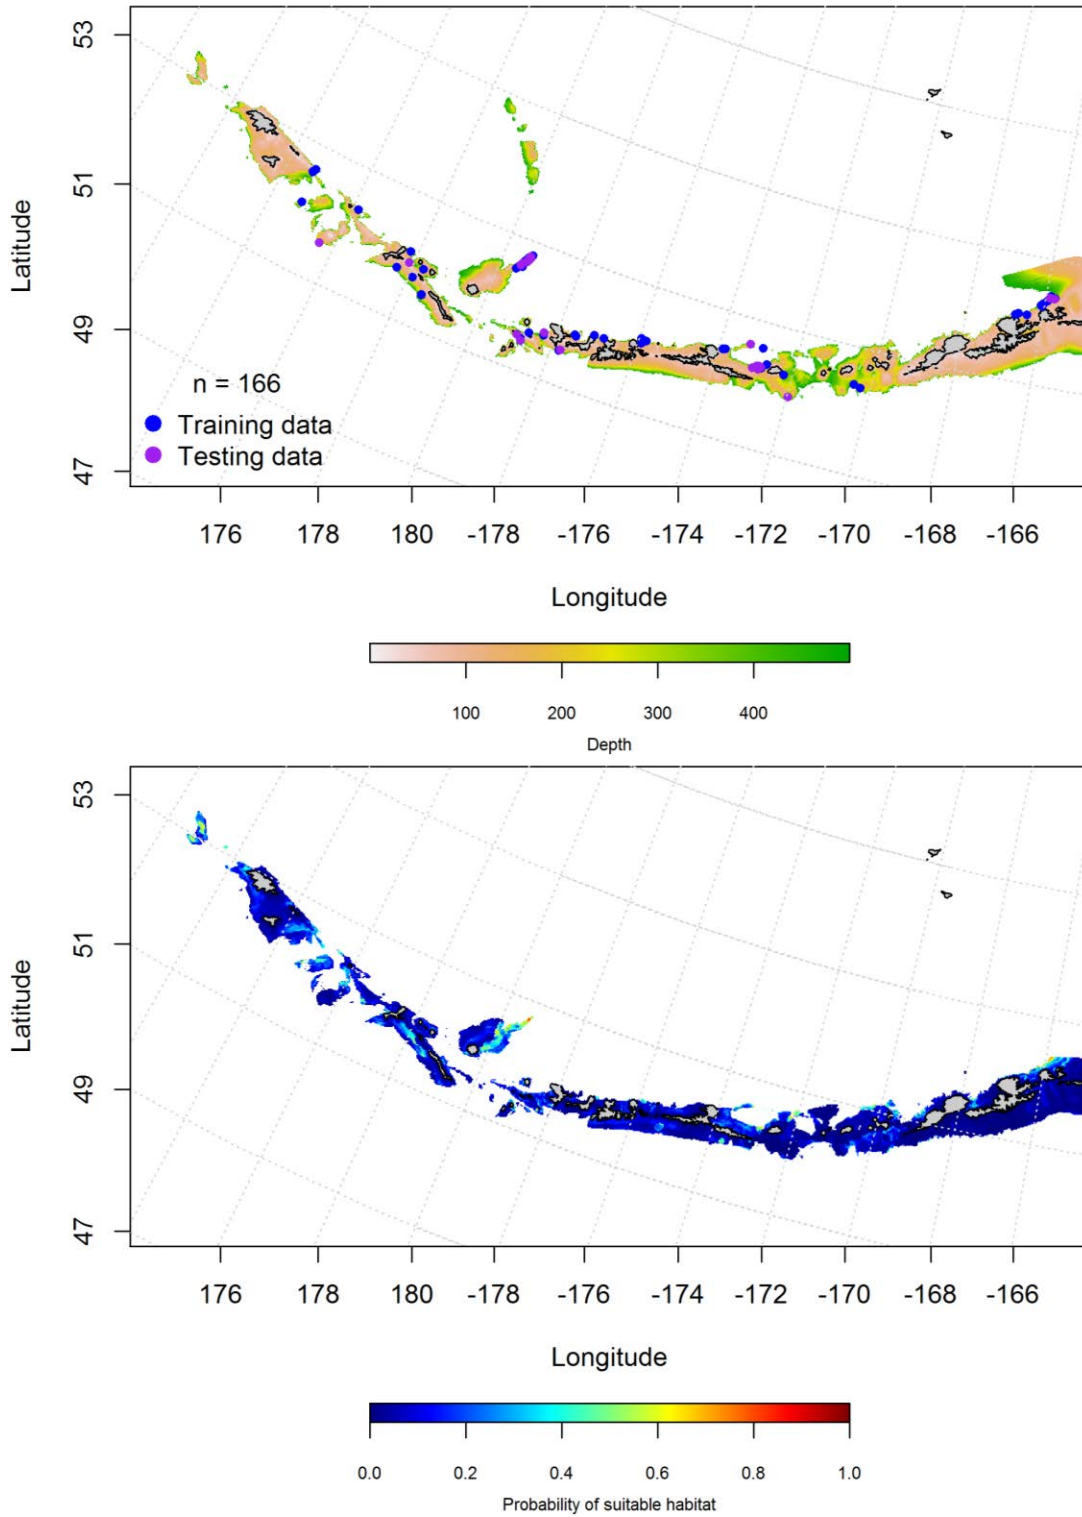 53
51
49
47
Latitude
n = 166
Training data
Testing data
176 178 180 -178 -176 -174 -172 -170 -168 -166
Longitude
100 200 300 400
Depth
53
51
49
47
Latitude
176 178 180 -178 -176 -174 -172 -170 -168 -166
Longitude
0.0 0.2 0.4 0.6 0.8 1.0
Probability of suitable habitat